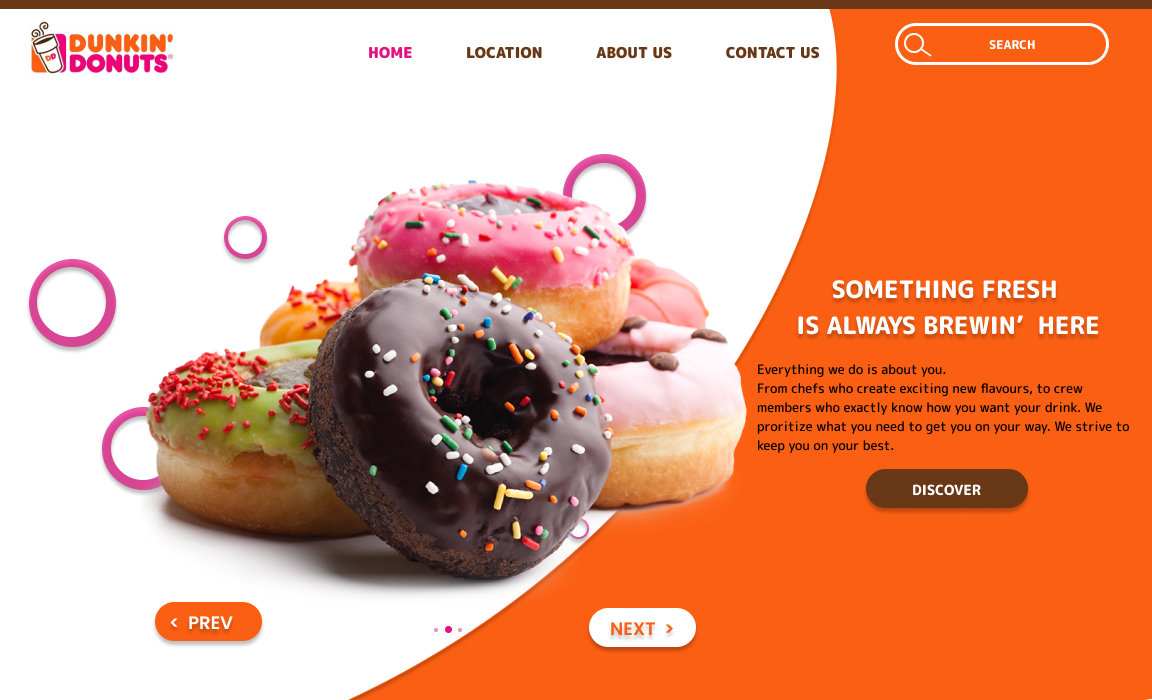 DUNKIN'
DONUTS
HOME LOCATION ABOUT US CONTACT US
SEARCH
SOMETHING FRESH
IS ALWAYS BREWIN’ HERE
Everything we do is about you.
From chefs who create exciting new flavours, to crew
members who exactly know how you want your drink. We
proritize what you need to get you on your way. We strive to
keep you on your best.
DISCOVER
‹ PREV
NEXT ›